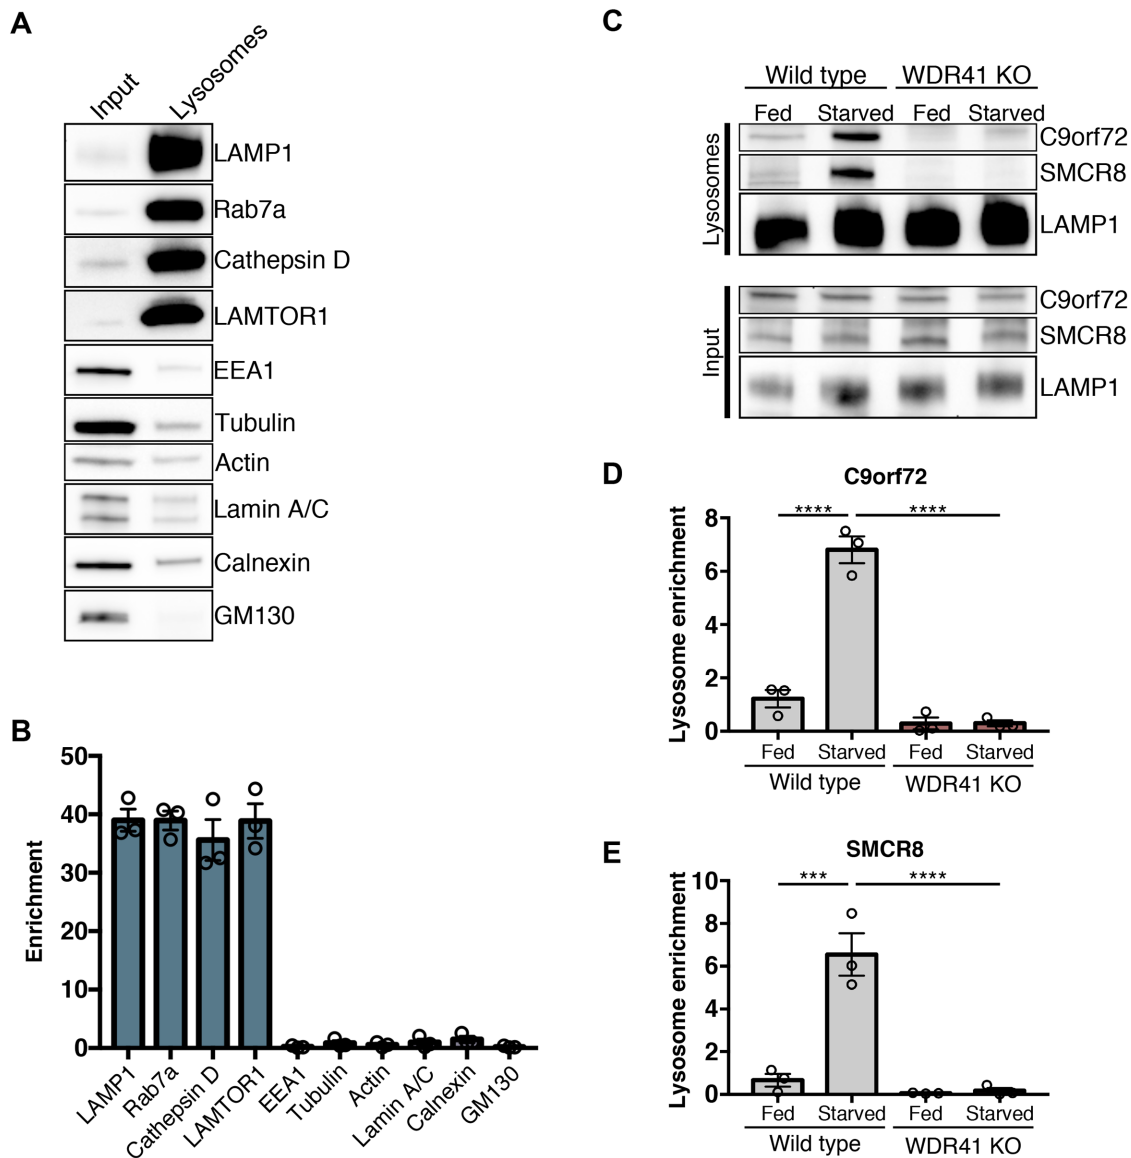 A
Input
Lysosomes
LAMP1
Rab7a
Cathepsin D
LAMTOR1
EEA1
Tubulin
Actin
Lamin A/C
Calnexin
GM130
B
Enrichment
50
40
30
20
10
0
LAMP1
Rab7a
Cathepsin D
LAMTOR1
EEA1
Tubulin
Actin
Lamin A/C
Calnexin
GM130
C
Wild type WDR41 KO
Fed Starved Fed Starved
Lysosomes
C9orf72
SMCR8
LAMP1
Input
C9orf72
SMCR8
LAMP1
D
C9orf72
**** ****
Lysosome enrichment
8
6
4
2
0
Fed Starved Fed Starved
Wild type WDR41 KO
E
SMCR8
*** ****
Lysosome enrichment
10
8
6
4
2
0
Fed Starved Fed Starved
Wild type WDR41 KO